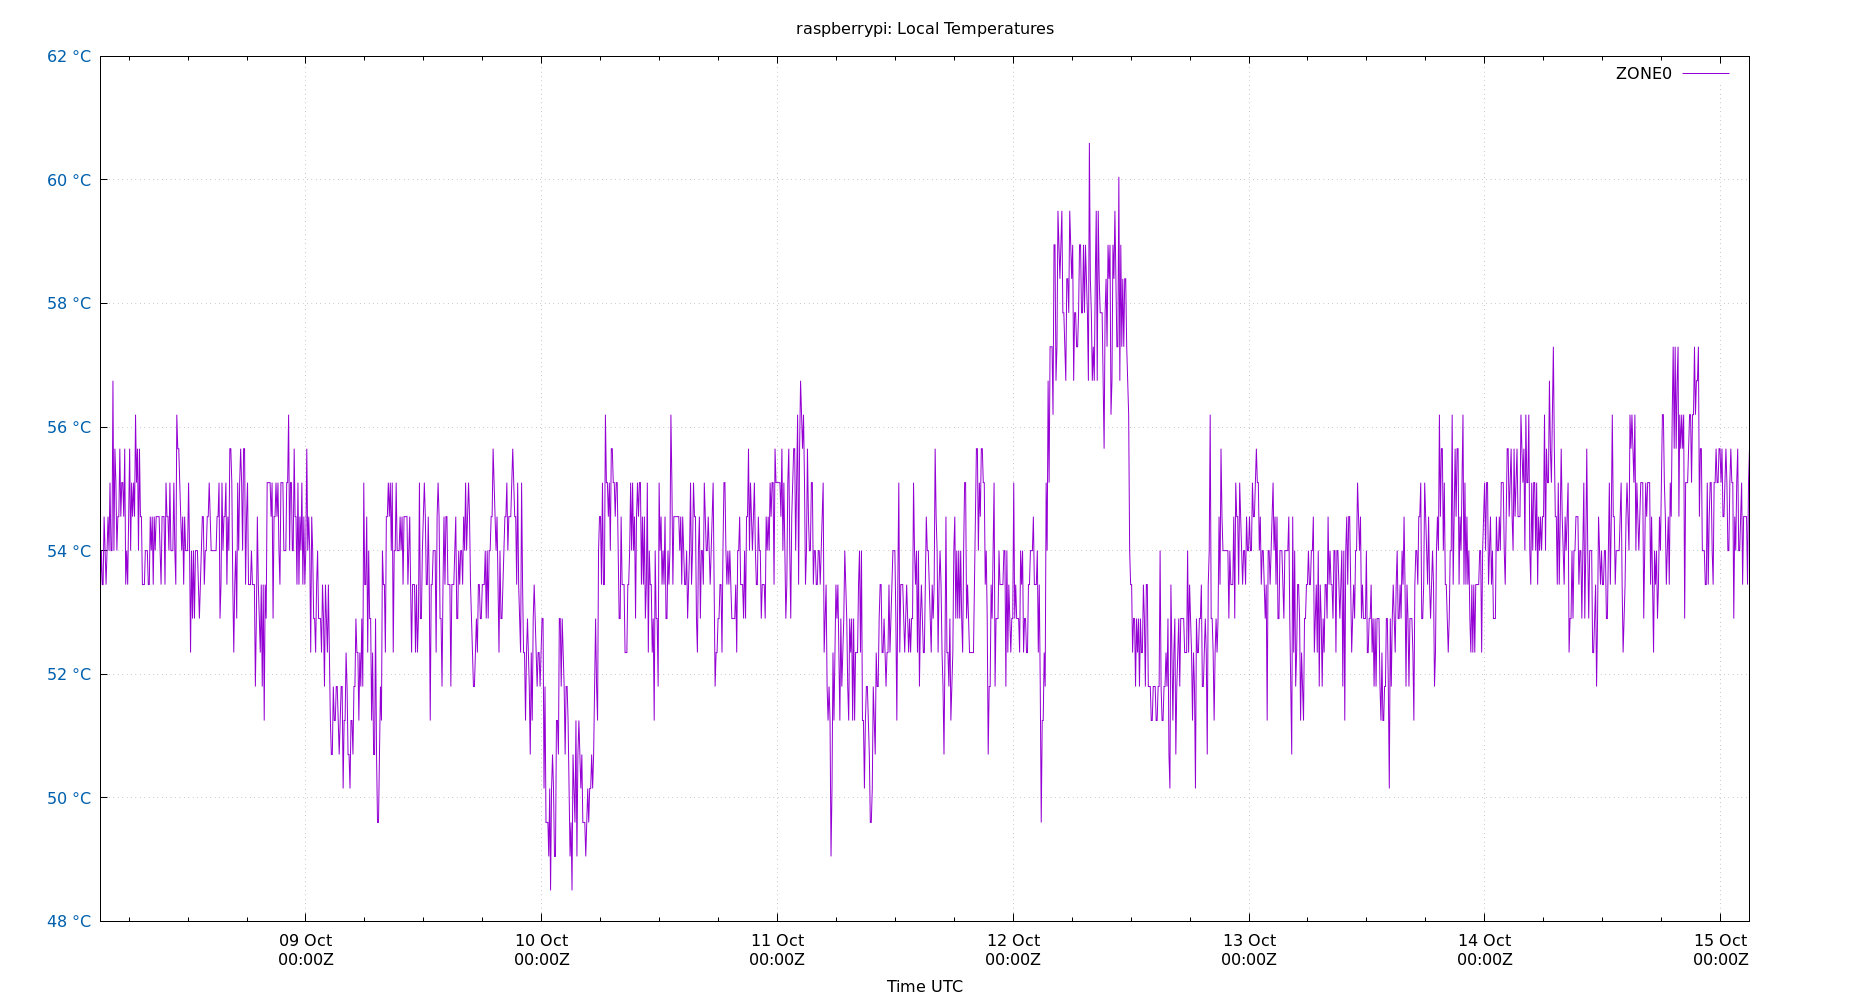 raspberrypi: Local Temperatures
62 °C
ZONE0
60 °C
58 °C
56 °C
54 °C
52 °C
50 °C
48 °C
09 Oct 10 Oct 11 Oct 12 Oct 13 Oct 14 Oct 15 Oct
00:00Z 00:00Z 00:00Z 00:00Z 00:00Z 00:00Z 00:00Z
Time UTC